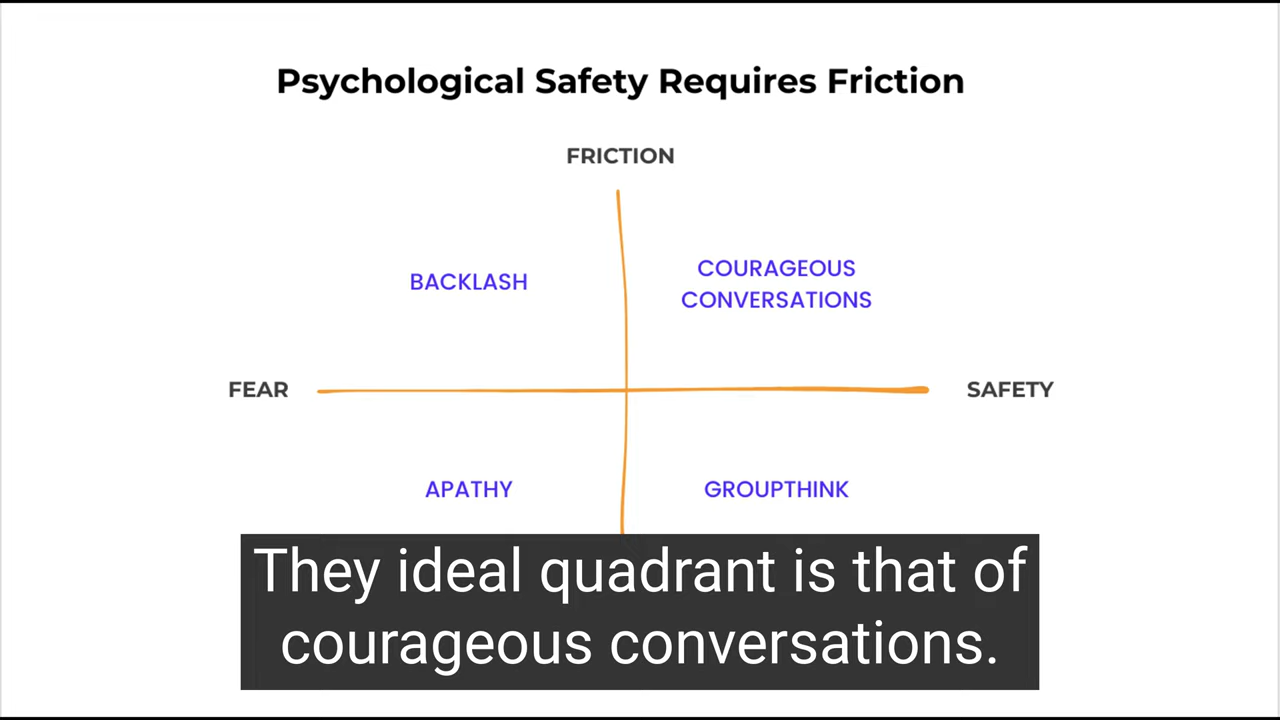 Psychological Safety Requires Friction
FRICTION
BACKLASH
COURAGEOUS
CONVERSATIONS
FEAR
SAFETY
APATHY
GROUPTHINK
They ideal quadrant is that of
courageous conversations.